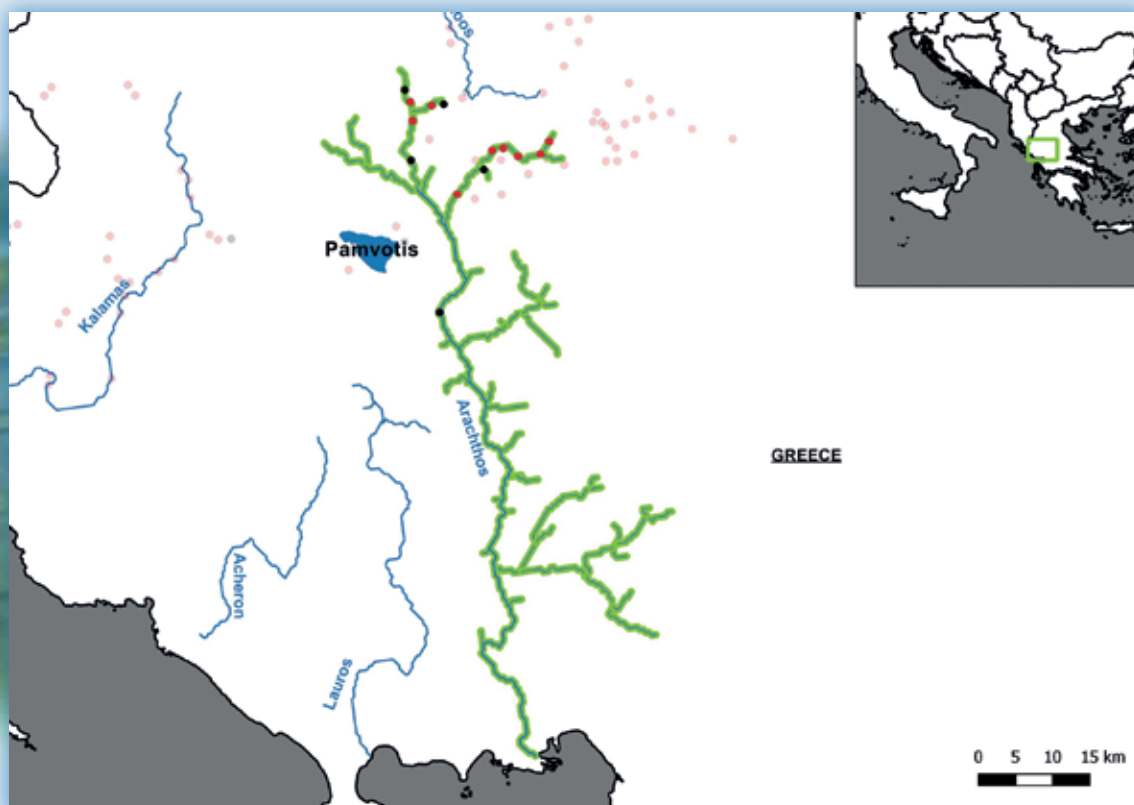 oos
Pamvotis
Kalamas
Arachthos
GREECE
Acheron
Lauros
0 5 10 15 km